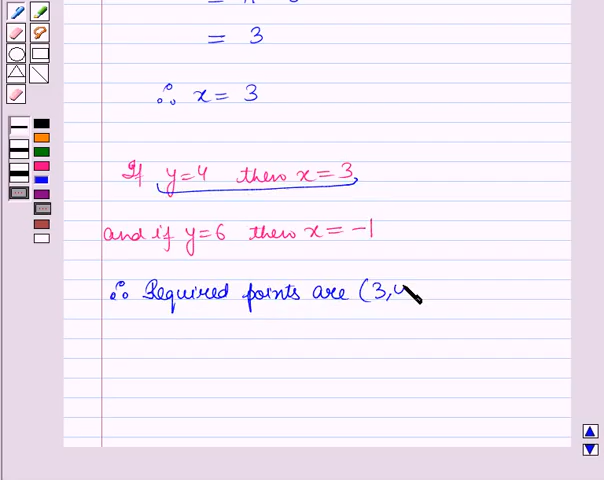 = 3
∴ x = 3
If y=4 then x = 3
and if y=6 then x = -1
∴ Required points are (3,4